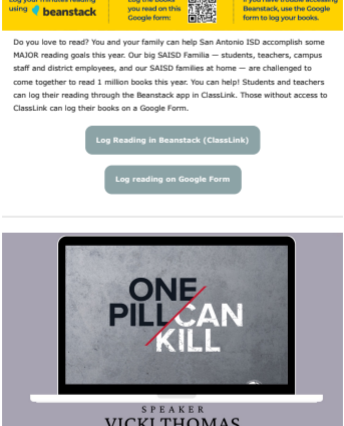 Log your minutes reading
using beanstack
Log the books
you read on this
Google form:
If you have trouble accessing
Beanstack, use the Google
form to log your books.
Do you love to read? You and your family can help San Antonio ISD accomplish some
MAJOR reading goals this year. Our big SAISD Familia — students, teachers, campus
staff and district employees, and our SAISD families at home — are challenged to
come together to read 1 million books this year. You can help! Students and teachers
can log their reading through the Beanstack app in ClassLink. Those without access to
ClassLink can log their books on a Google Form.
Log Reading in Beanstack (ClassLink)
Log reading on Google Form
ONE
PILL CAN
KILL
SPEAKER
VICKI THOMAS